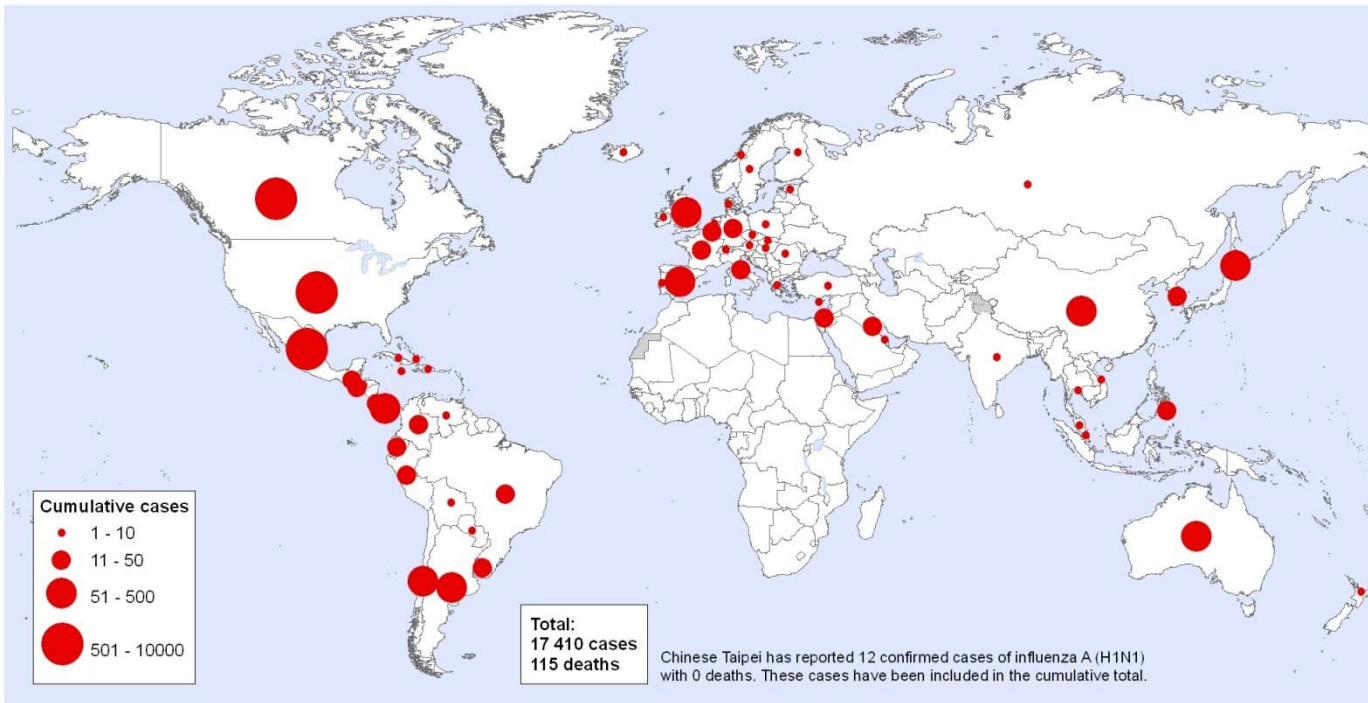 Cumulative cases
1 - 10
11 - 50
51 - 500
501 - 10000
Total:
17 410 cases
115 deaths
Chinese Taipei has reported 12 confirmed cases of influenza A (H1N1)
with 0 deaths. These cases have been included in the cumulative total.